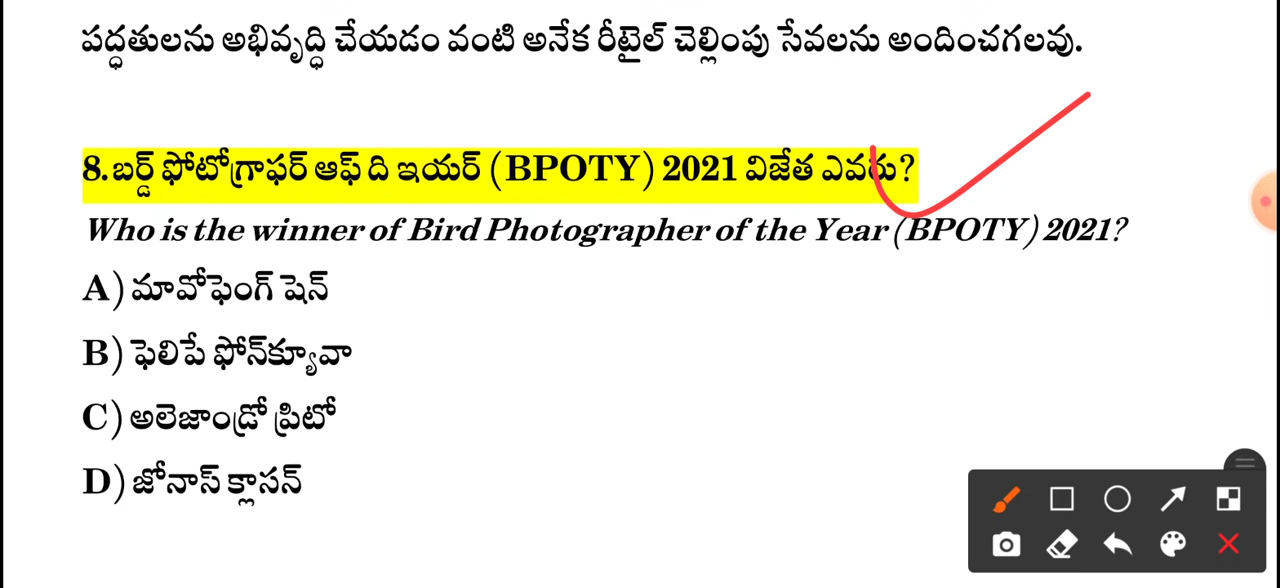 పద్ధతులను అభివృద్ధి చేయడం వంటి అనేక రీటైల్ చెల్లింపు సేవలను అందించగలవు.
8.బర్డ్ ఫోటోగ్రాఫర్ ఆఫ్ ది ఇయర్ (BPOTY) 2021 విజేత ఎవరు?
Who is the winner of Bird Photographer of the Year (BPOTY) 2021?
A) మావోఫెంగ్ షెన్
B) ఫెలిపే ఫోన్‌క్యూవా
C) అలెజాండ్రో ప్రిటో
D) జోనాస్ క్లాసన్